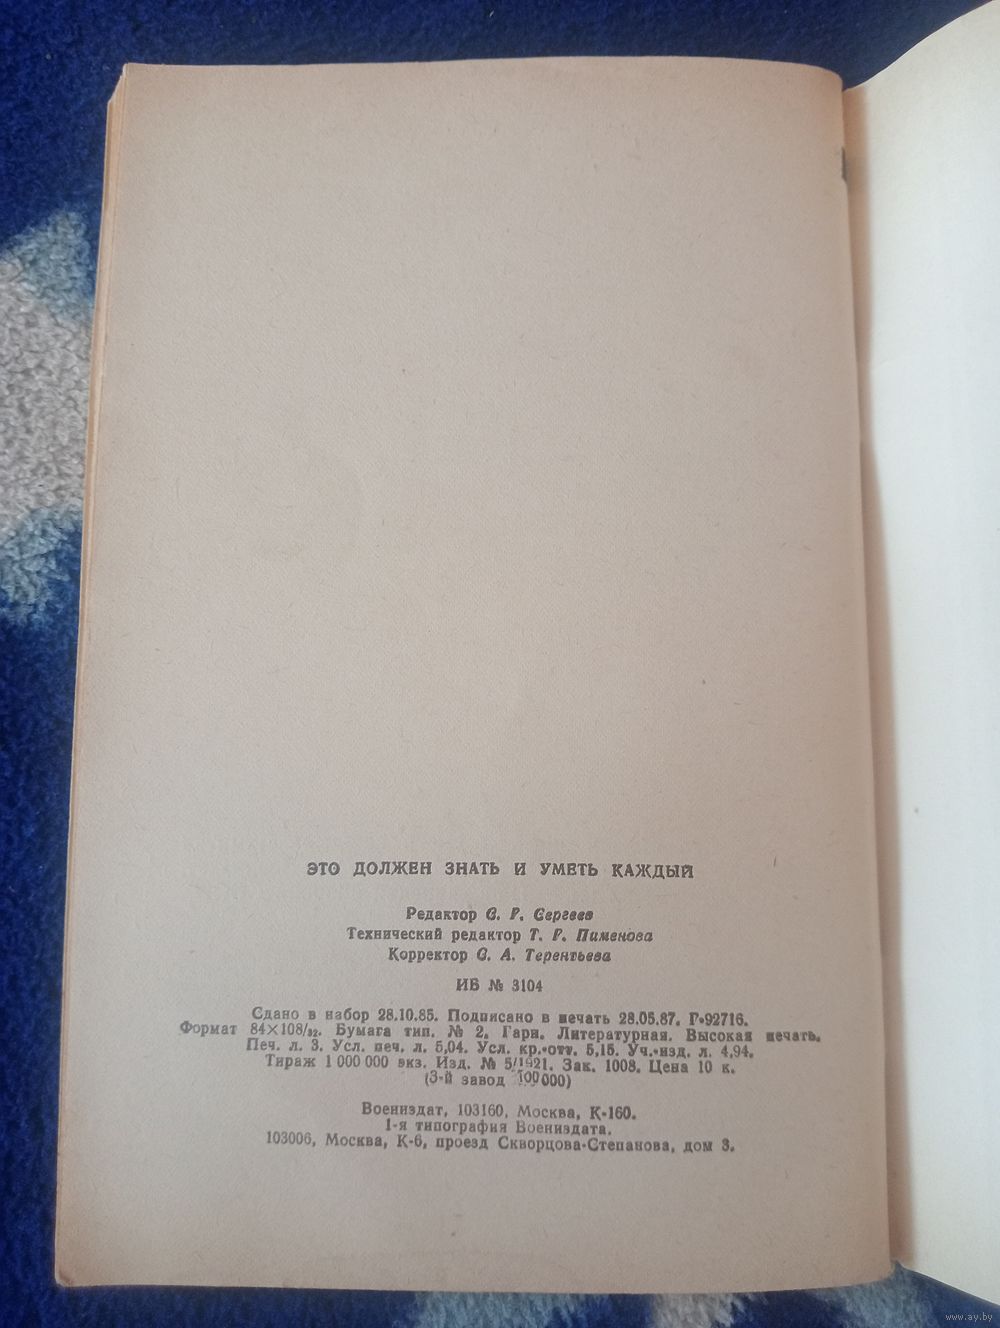 ЭТО ДОЛЖЕН ЗНАТЬ И УМЕТЬ КАЖДЫЙ
Редактор С. Г. Сергеев
Технический редактор Т. Г. Пименова
Корректор С. А. Терентьева
ИБ № 3104
Сдано в набор 28.10.85. Подписано в печать 28.05.87. Г-92716.
Формат 84×108/32. Бумага тип. № 2. Гарн. Литературная. Высокая печать.
Печ. л. 3. Усл. печ. л. 5,04. Усл. кр.-отт. 5,15. Уч.-изд. л. 4,94.
Тираж 1 000 000 экз. Изд. № 5/1921. Зак. 1008. Цена 10 к.
(3-й завод
Воениздат, 103160, Москва, К-160.
1-я типография Воениздата.
103006, Москва, К-6, проезд Скворцова-Степанова, дом 3.
www.ay.by